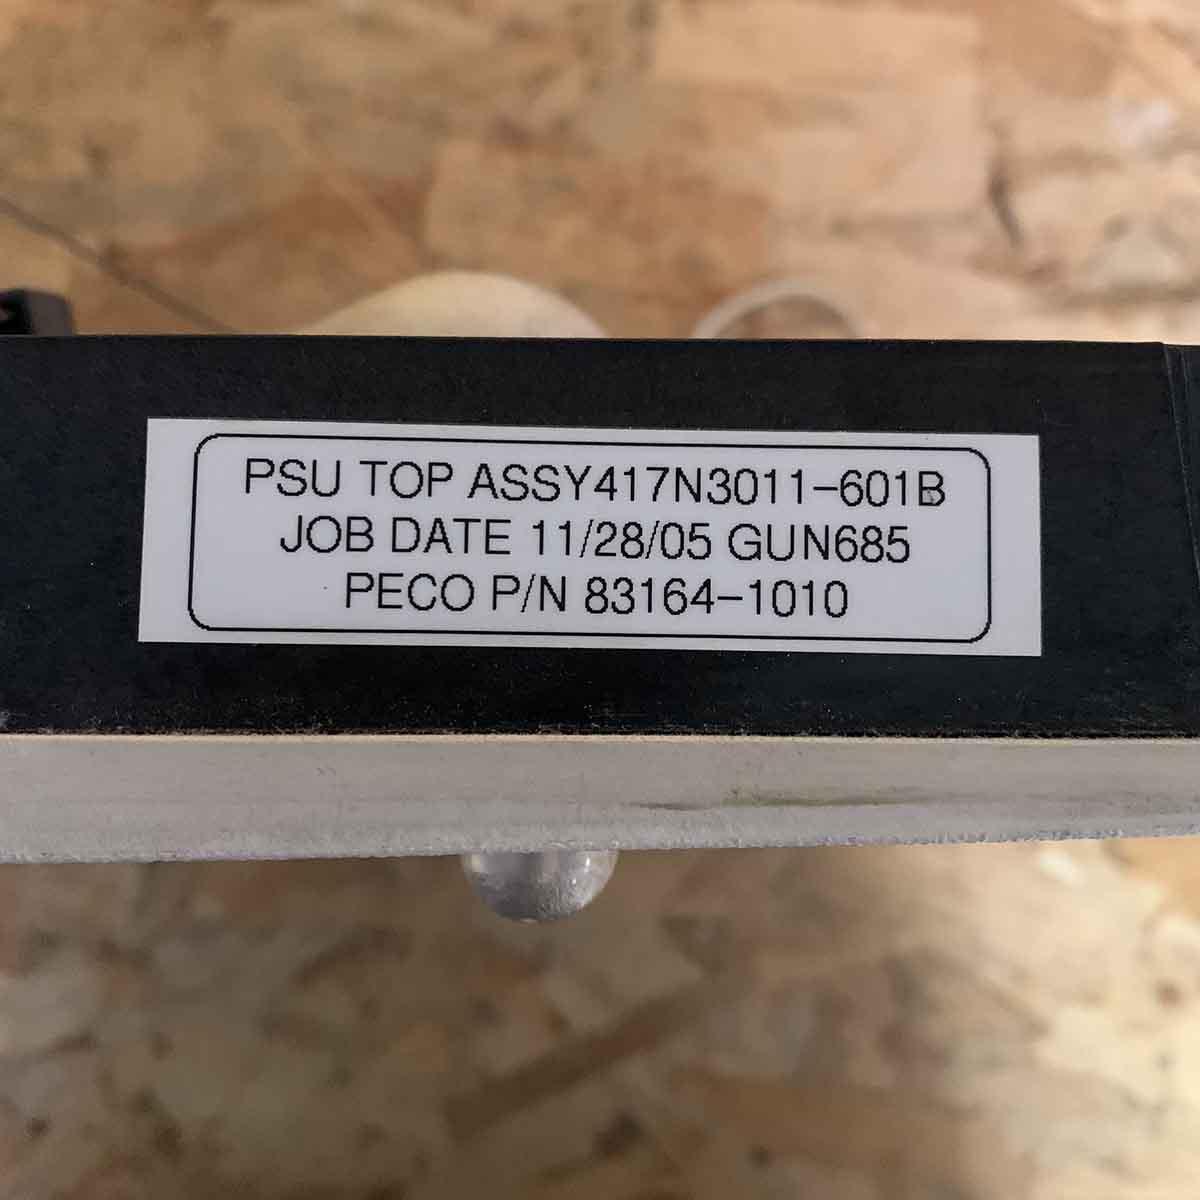 PSU TOP ASSY417N3011-601B
JOB DATE 11/28/05 GUN685
PECO P/N 83164-1010